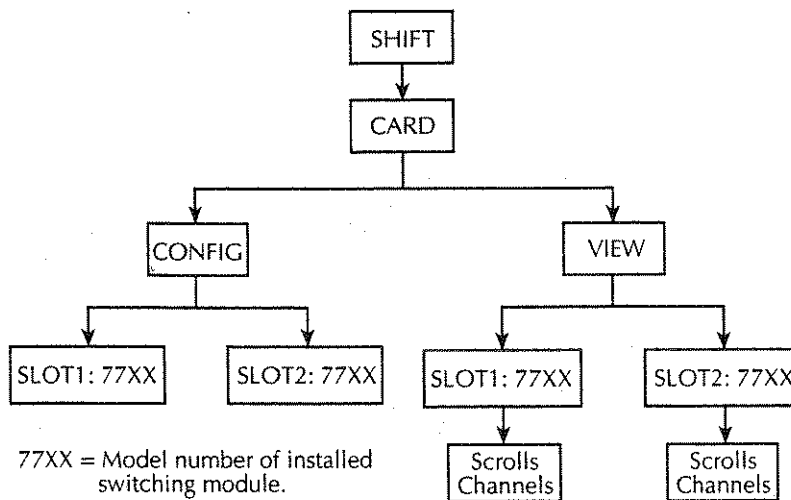 SHIFT
CARD
CONFIG
VIEW
SLOT1: 77XX
SLOT2: 77XX
SLOT1: 77XX
SLOT2: 77XX
77XX = Model number of installed
switching module.
Scrolls
Channels
Scrolls
Channels